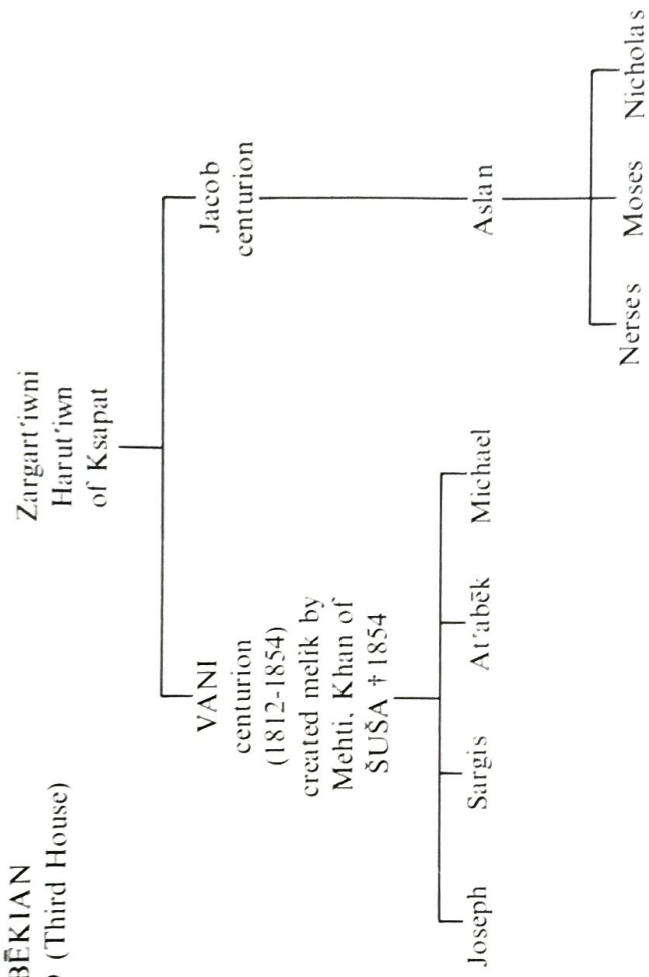 BĒKIAN
) (Third House)
Zargart'iwni
Harut'iwn
of Ksapat
VANI
centurion
(1812-1854)
created melik by
Mehti, Khan of
ŠUŠA †1854
Jacob
centurion
Joseph
Sargis
At'abēk
Michael
Aslan
Nerses
Moses
Nicholas